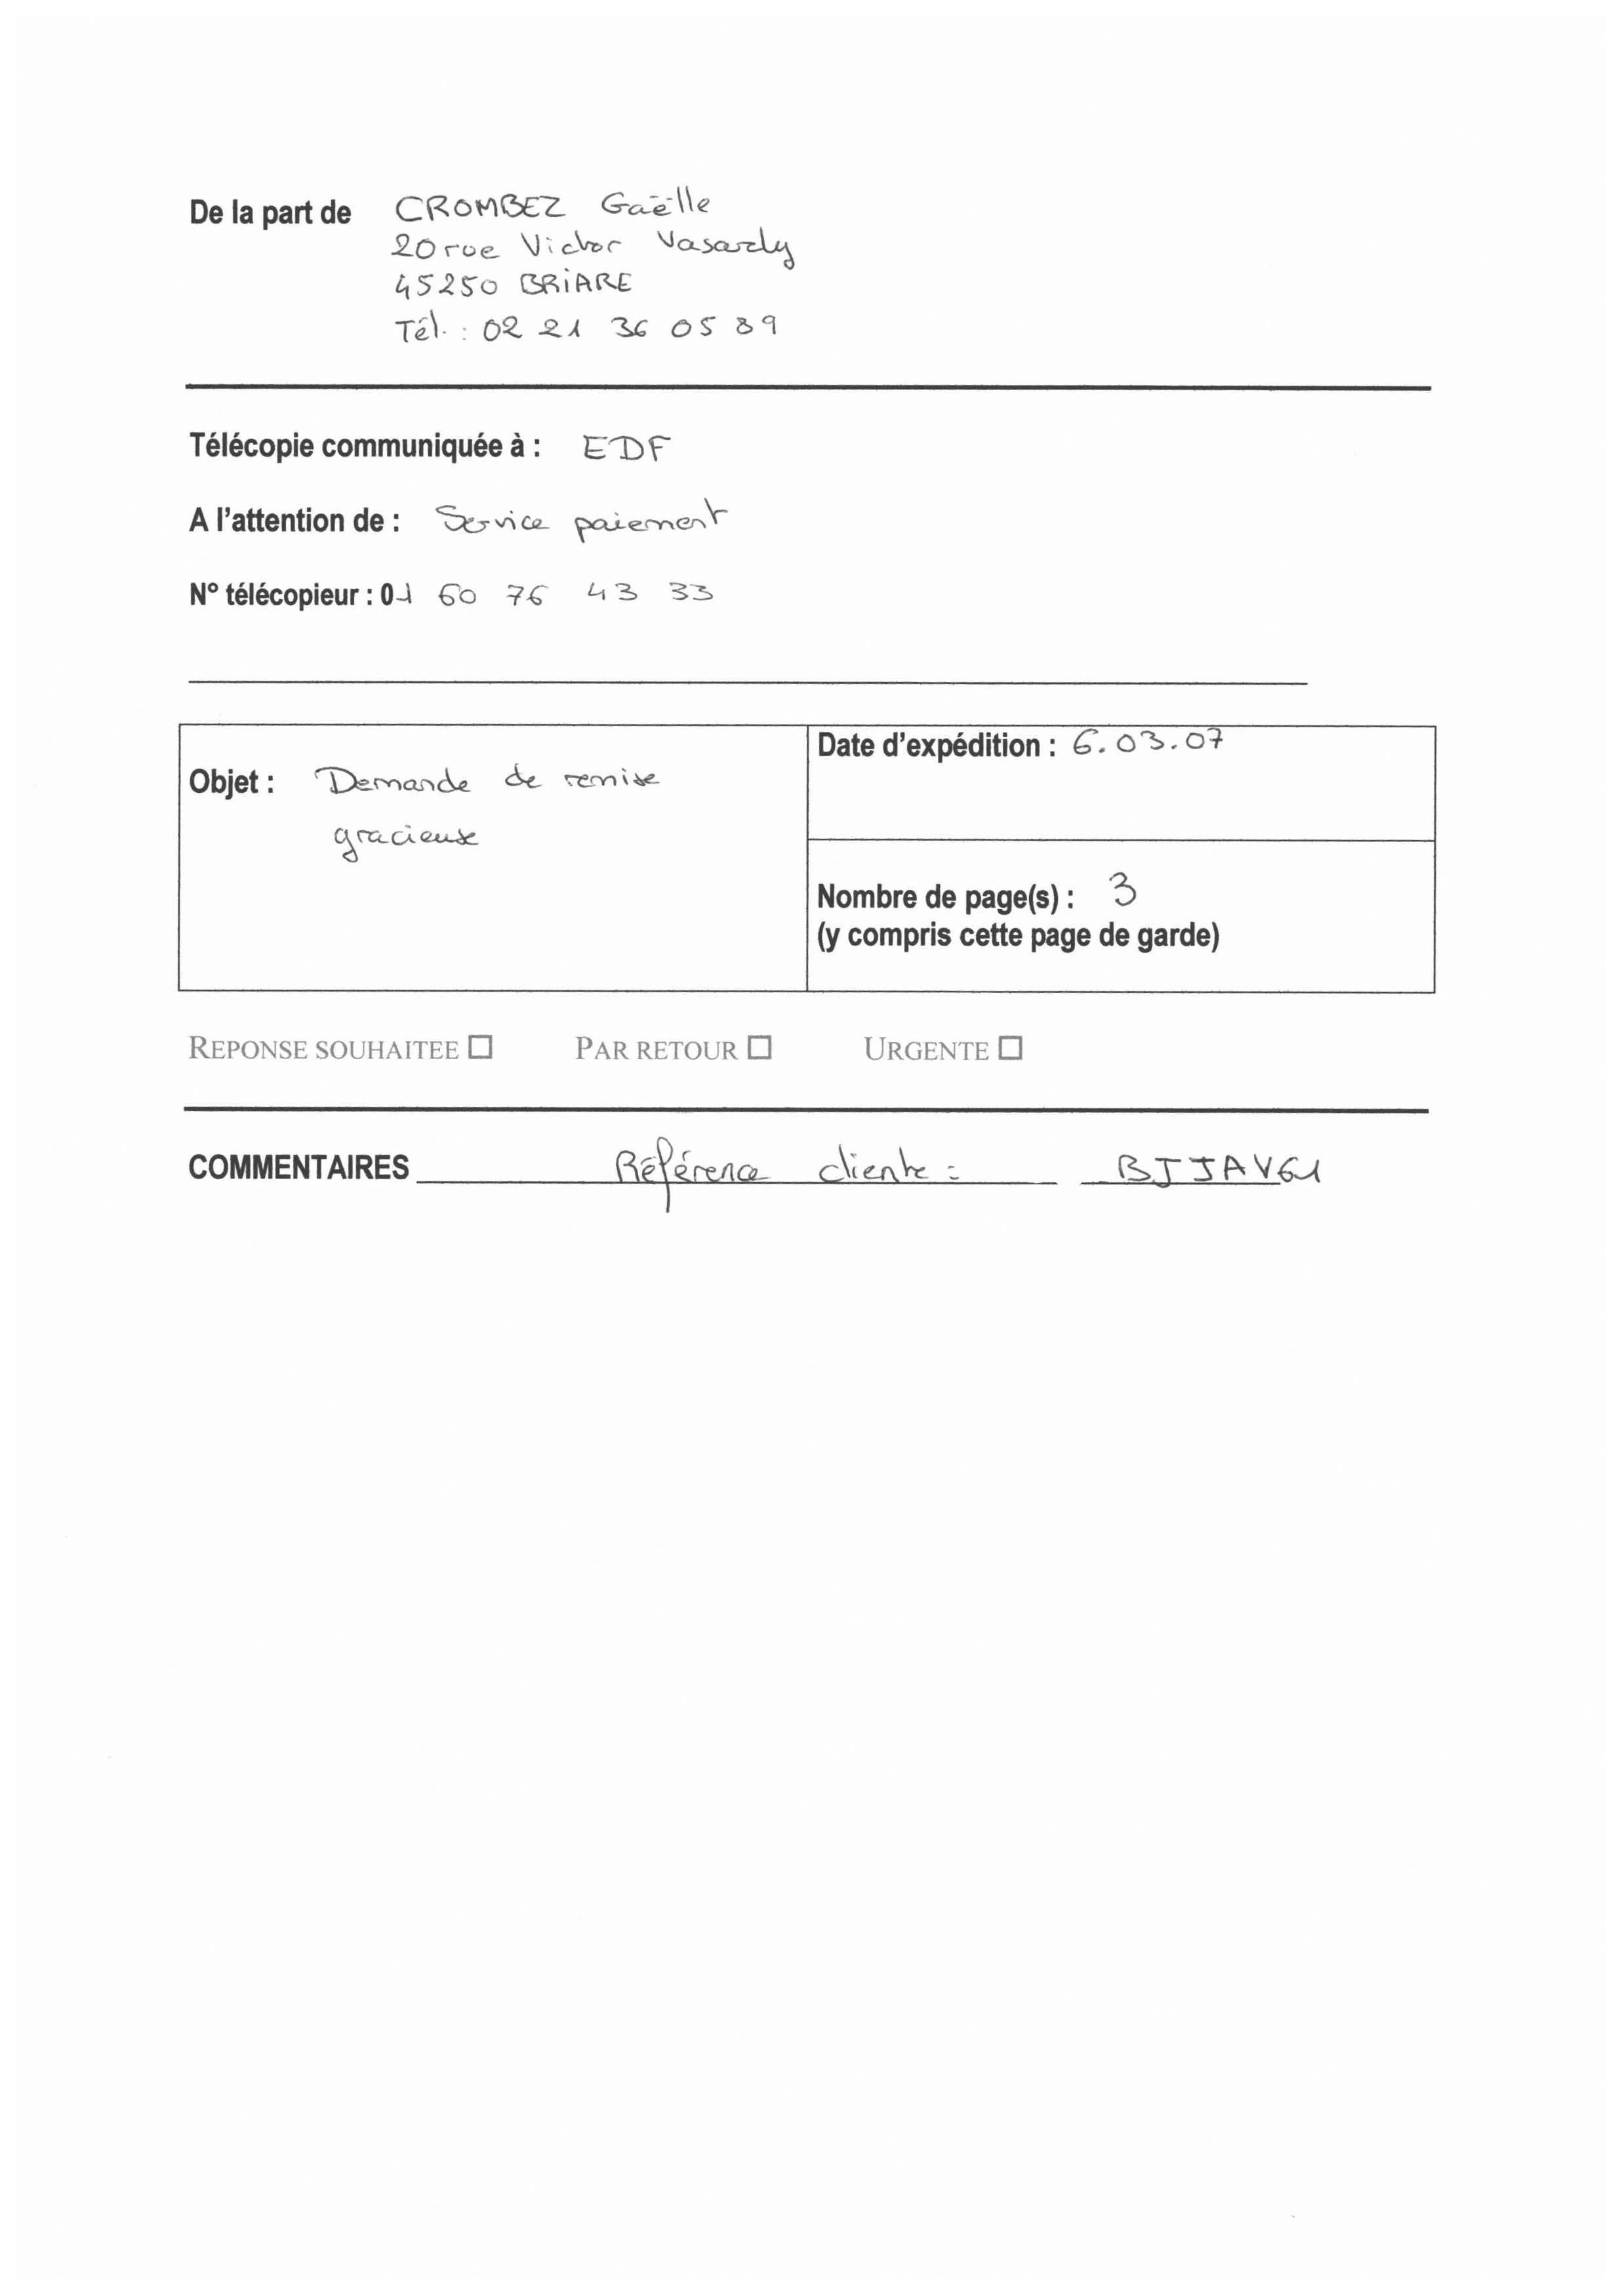 De la part de CROMBEZ Gaëlle
20 rue Victor Vasarely
45250 BRIARE
Tél. : 02 21 36 05 89
Télécopie communiquée à : EDF
A l'attention de : Service paiement
N° télécopieur : 01 60 76 43 33
Date d'expédition : 6.03.07
Objet : Demande de remise
gracieuse
Nombre de page(s) : 3
(y compris cette page de garde)
REPONSE SOUHAITEE ☐ PAR RETOUR ☐ URGENTE ☐
COMMENTAIRES Référence cliente : BJJAV61